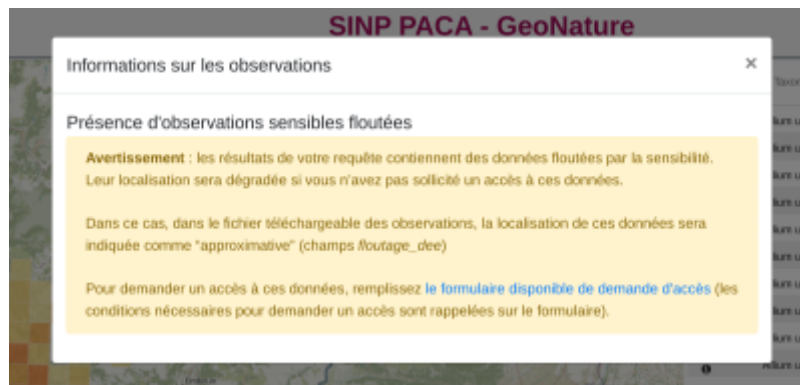 SINP PACA - GeoNature
Informations sur les observations
×
Présence d'observations sensibles floutées
Avertissement : les résultats de votre requête contiennent des données floutées par la sensibilité.
Leur localisation sera dégradée si vous n'avez pas sollicité un accès à ces données.
Dans ce cas, dans le fichier téléchargeable des observations, la localisation de ces données sera
indiquée comme "approximative" (champs floutage_dee)
Pour demander un accès à ces données, remplissez le formulaire disponible de demande d'accès (les
conditions nécessaires pour demander un accès sont rappelées sur le formulaire).